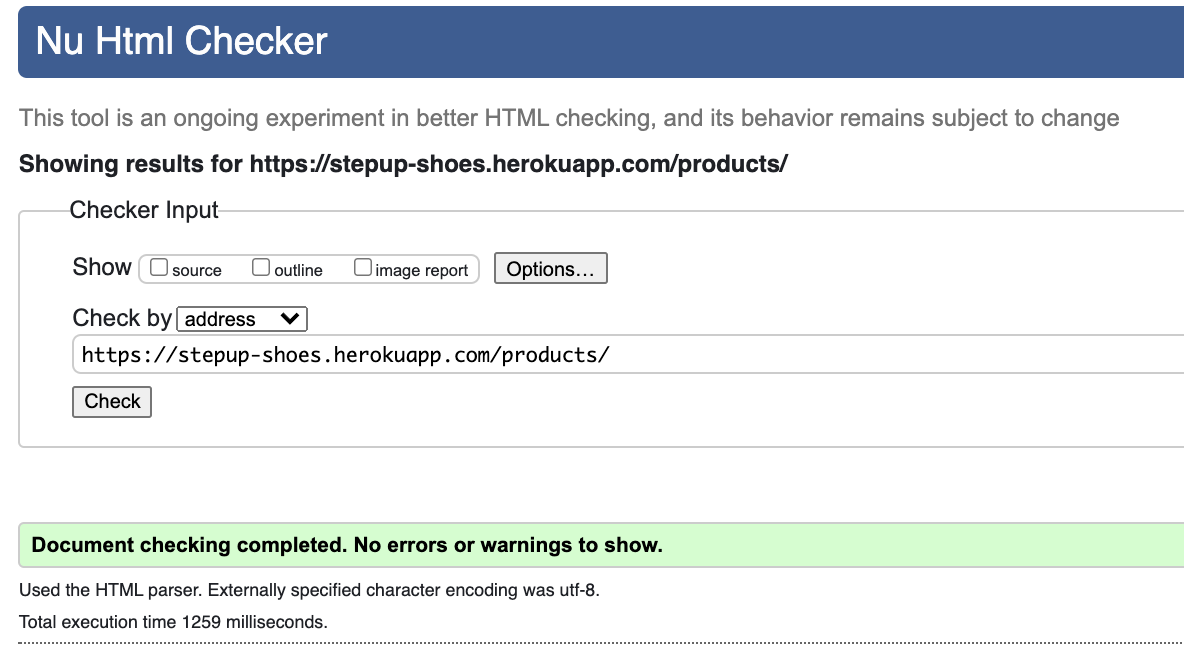 Nu Html Checker
This tool is an ongoing experiment in better HTML checking, and its behavior remains subject to change
Showing results for https://stepup-shoes.herokuapp.com/products/
Checker Input
Show source outline image report Options...
Check by address
https://stepup-shoes.herokuapp.com/products/
Check
Document checking completed. No errors or warnings to show.
Used the HTML parser. Externally specified character encoding was utf-8.
Total execution time 1259 milliseconds.